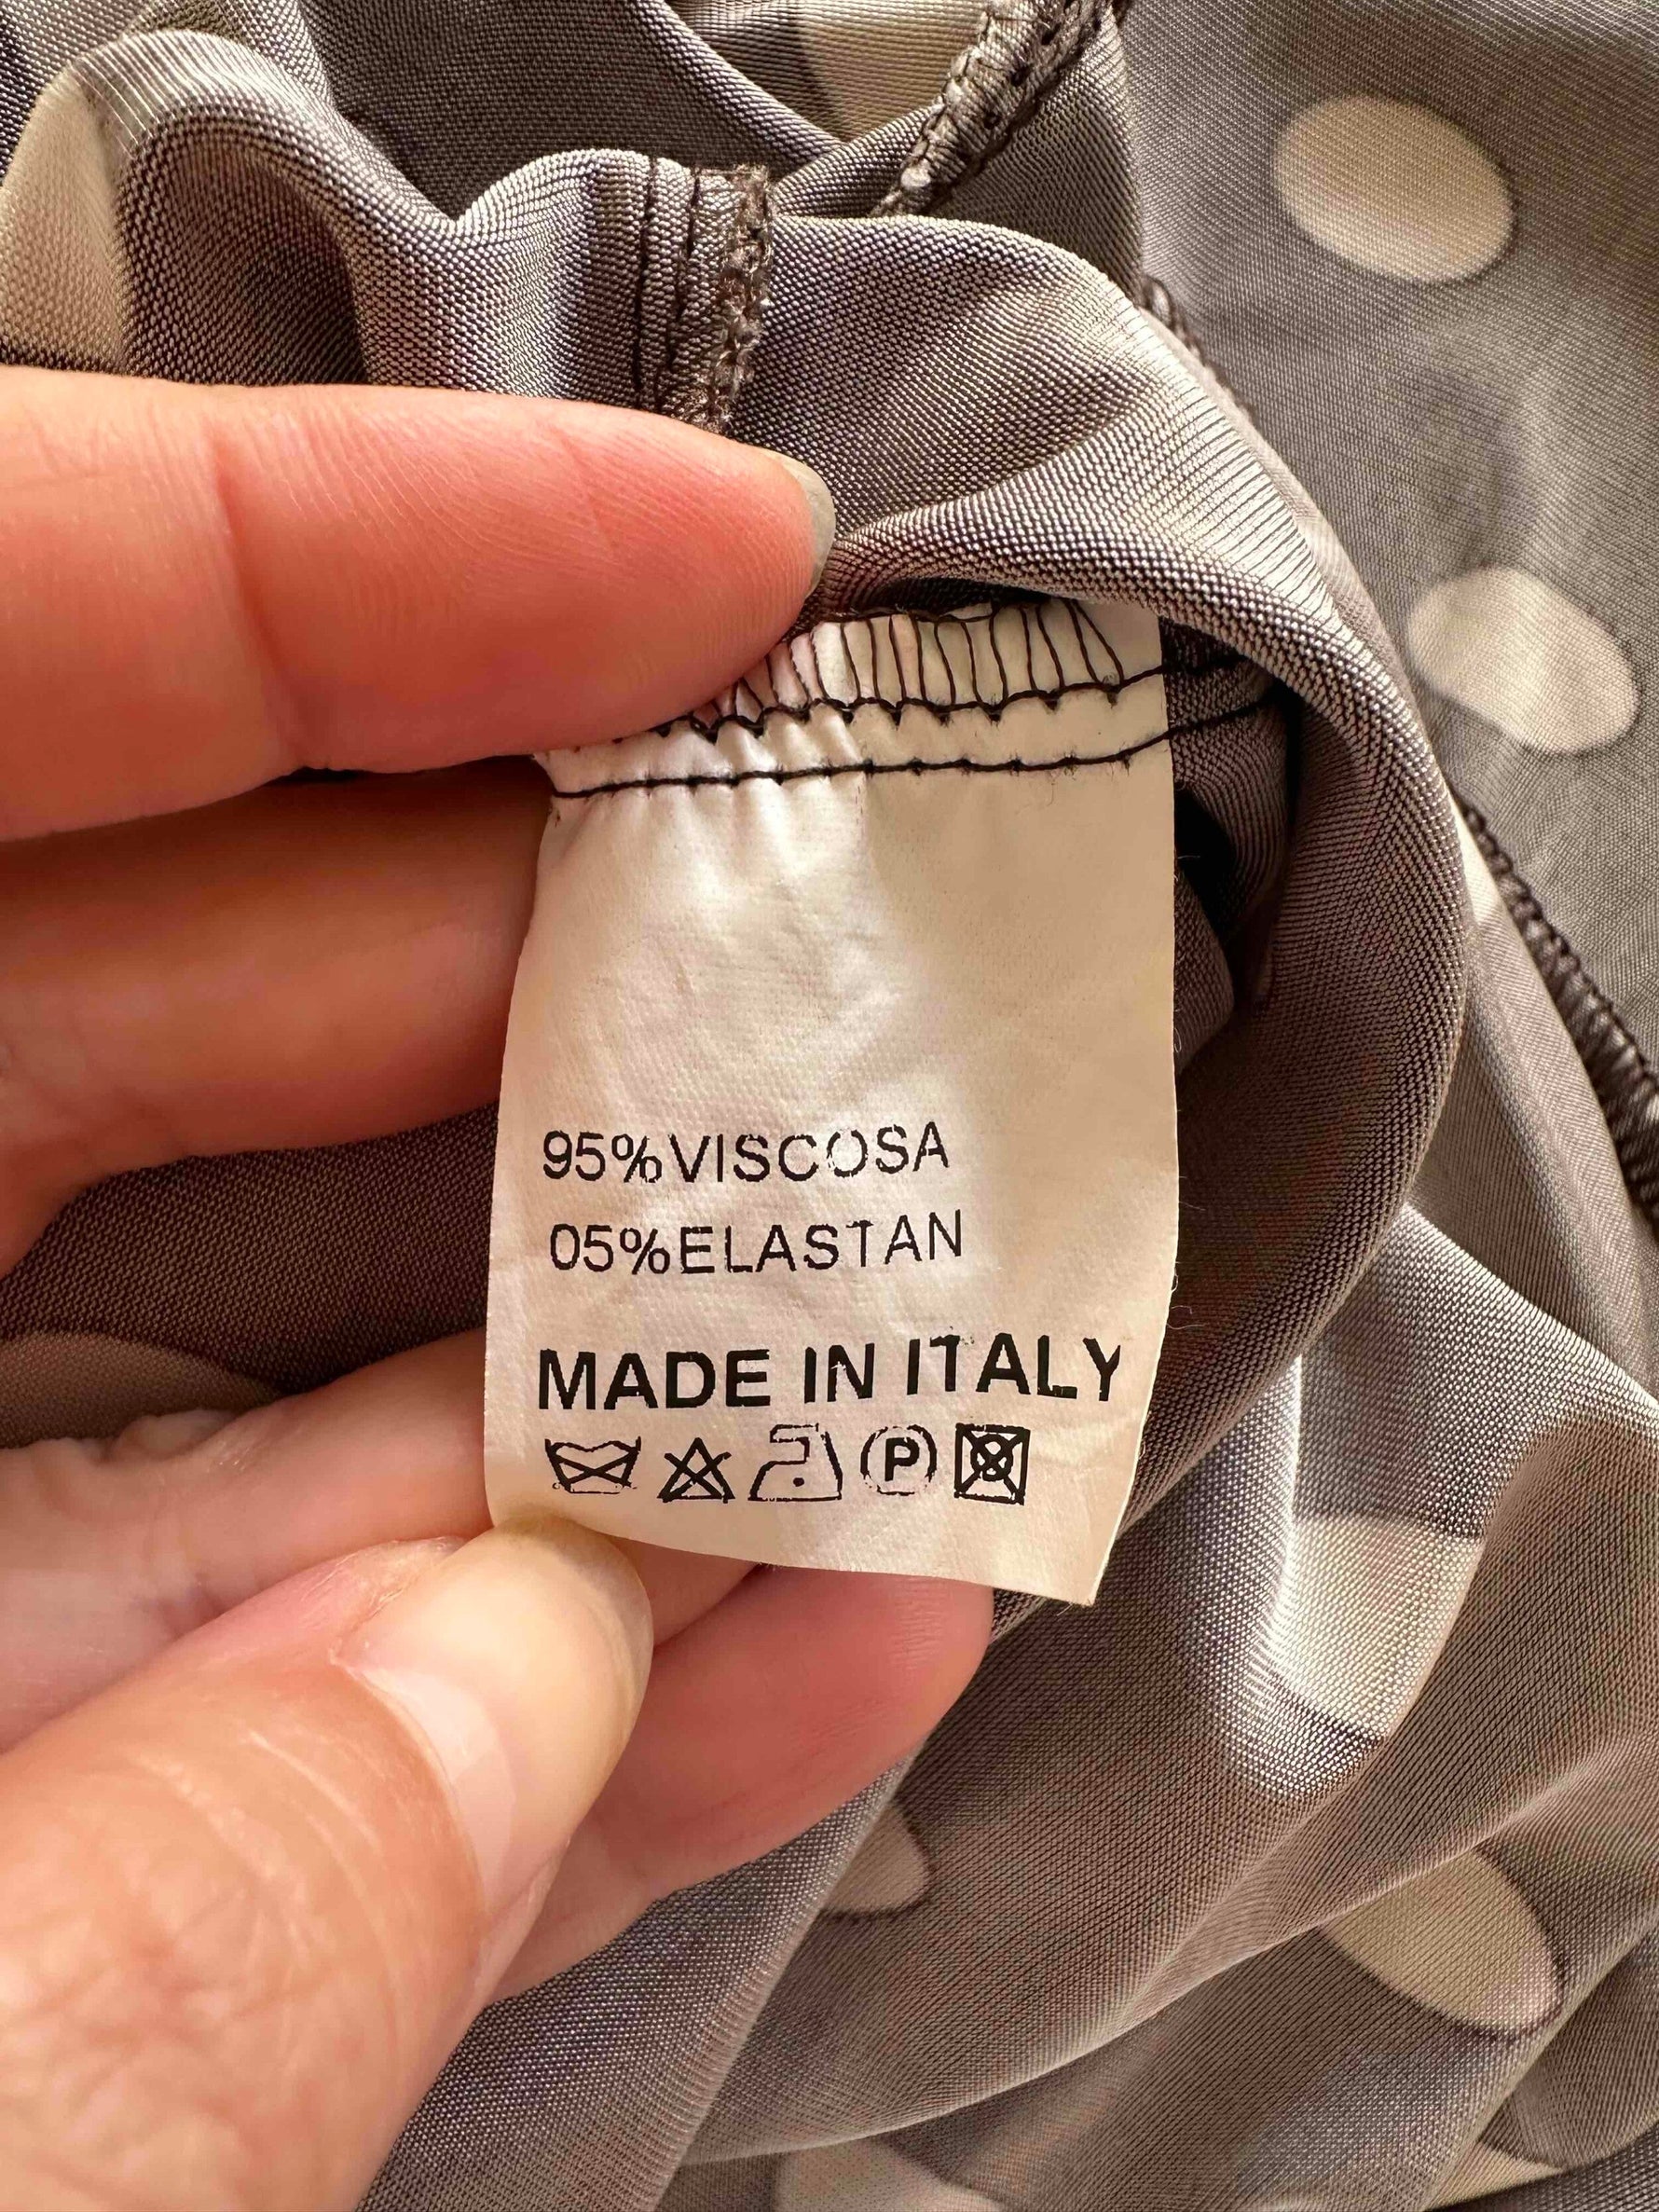 95%VISCOSA
05%ELASTAN
MADE IN ITALY
P